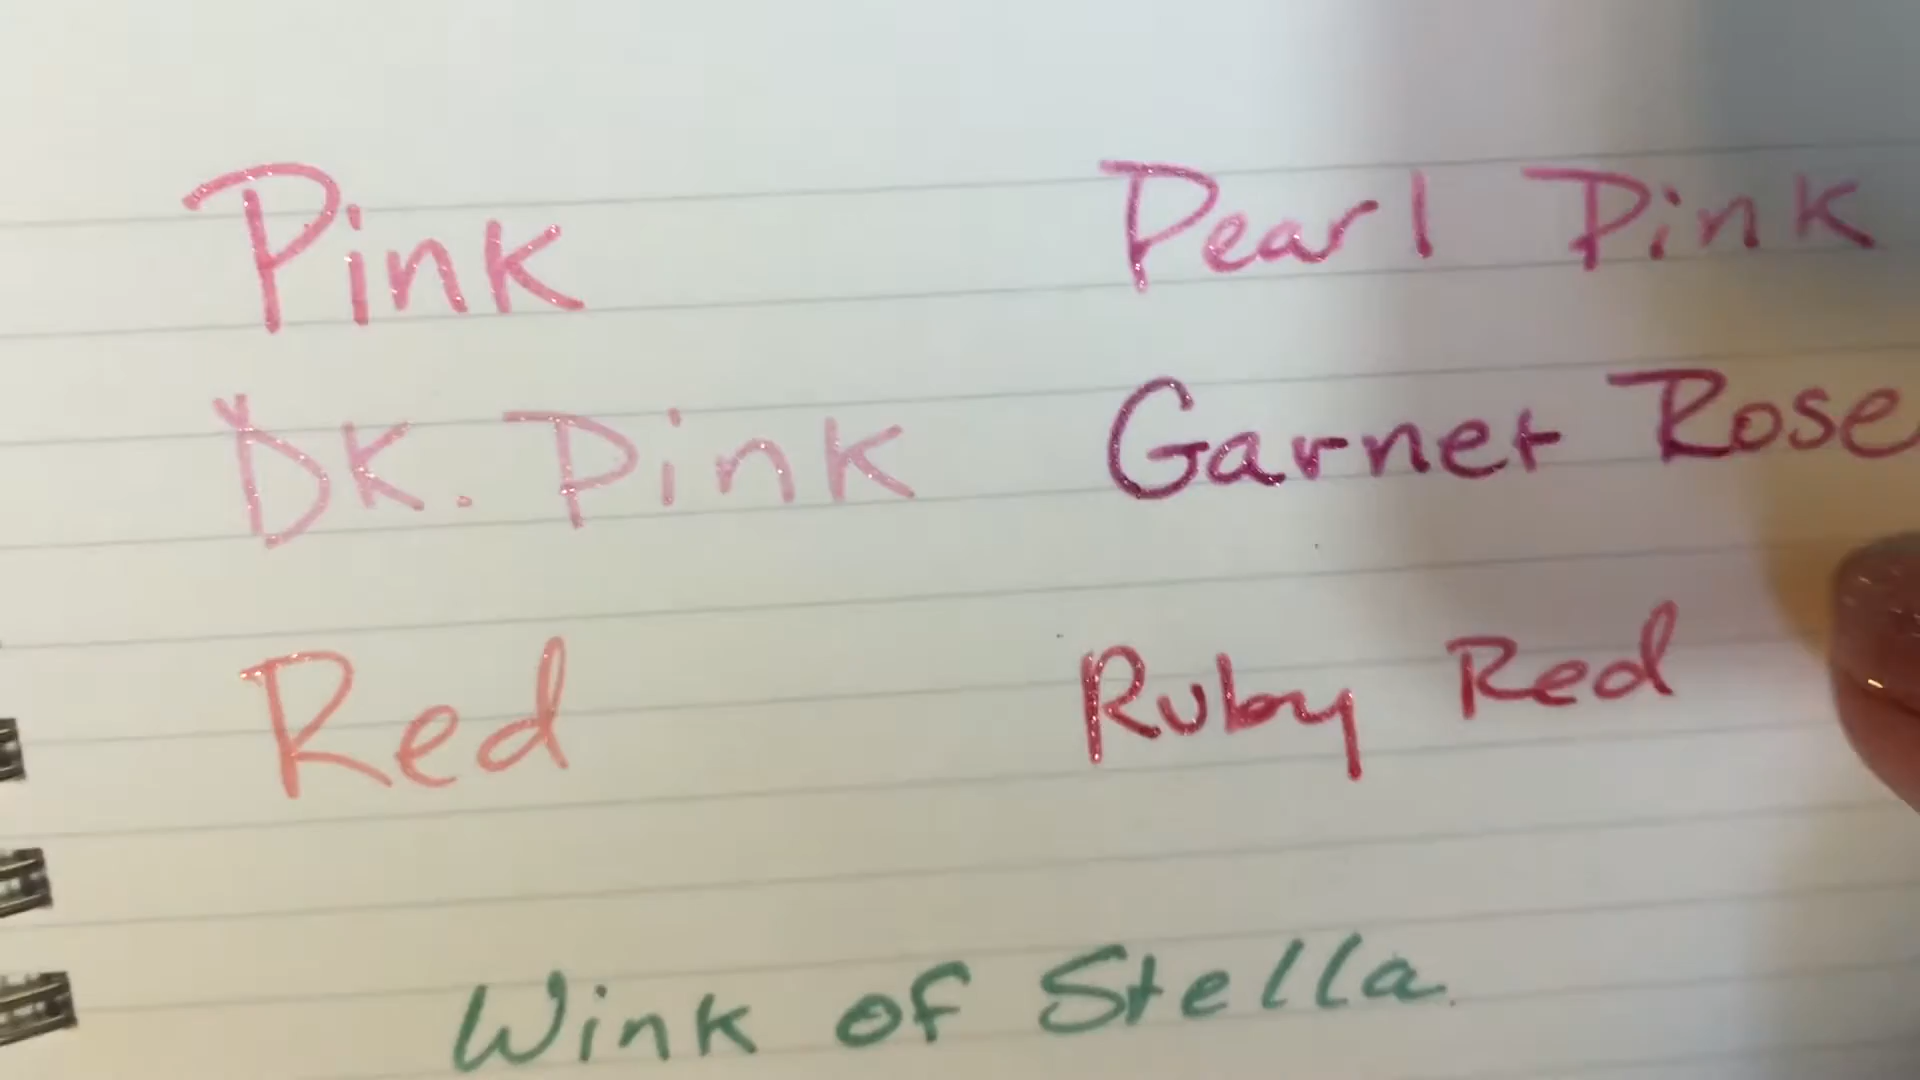 Pink Pearl Pink
DK. Pink Garnet Rose
Red Ruby Red
Wink of Stella